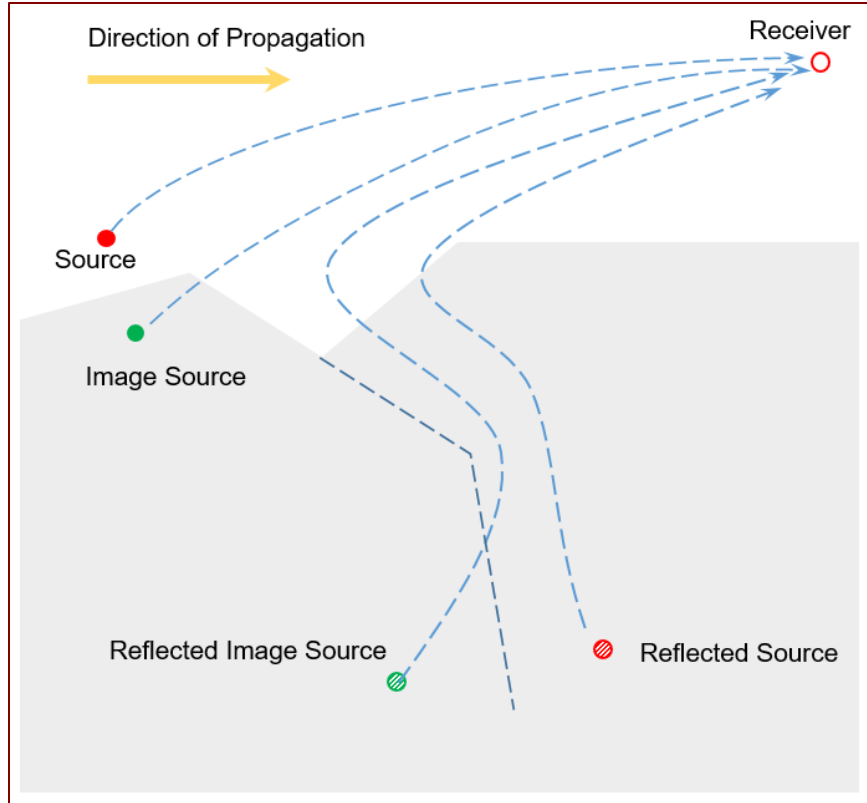 Receiver
Direction of Propagation
Source
Image Source
Reflected Image Source
Reflected Source